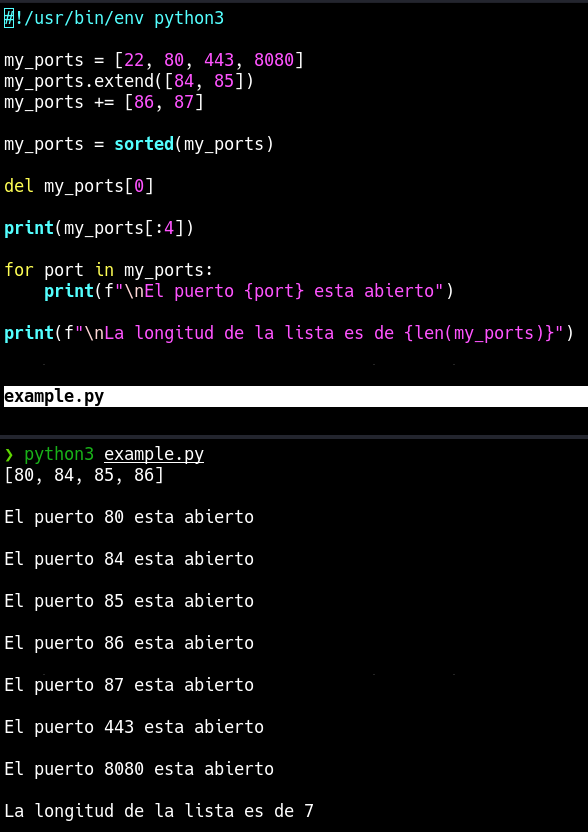 #!/usr/bin/env python3
my_ports = [22, 80, 443, 8080]
my_ports.extend([84, 85])
my_ports += [86, 87]
my_ports = sorted(my_ports)
del my_ports[0]
print(my_ports[:4])
for port in my_ports:
    print(f"\nEl puerto {port} esta abierto")
print(f"\nLa longitud de la lista es de {len(my_ports)}")
example.py
❯ python3 example.py
[80, 84, 85, 86]
El puerto 80 esta abierto
El puerto 84 esta abierto
El puerto 85 esta abierto
El puerto 86 esta abierto
El puerto 87 esta abierto
El puerto 443 esta abierto
El puerto 8080 esta abierto
La longitud de la lista es de 7